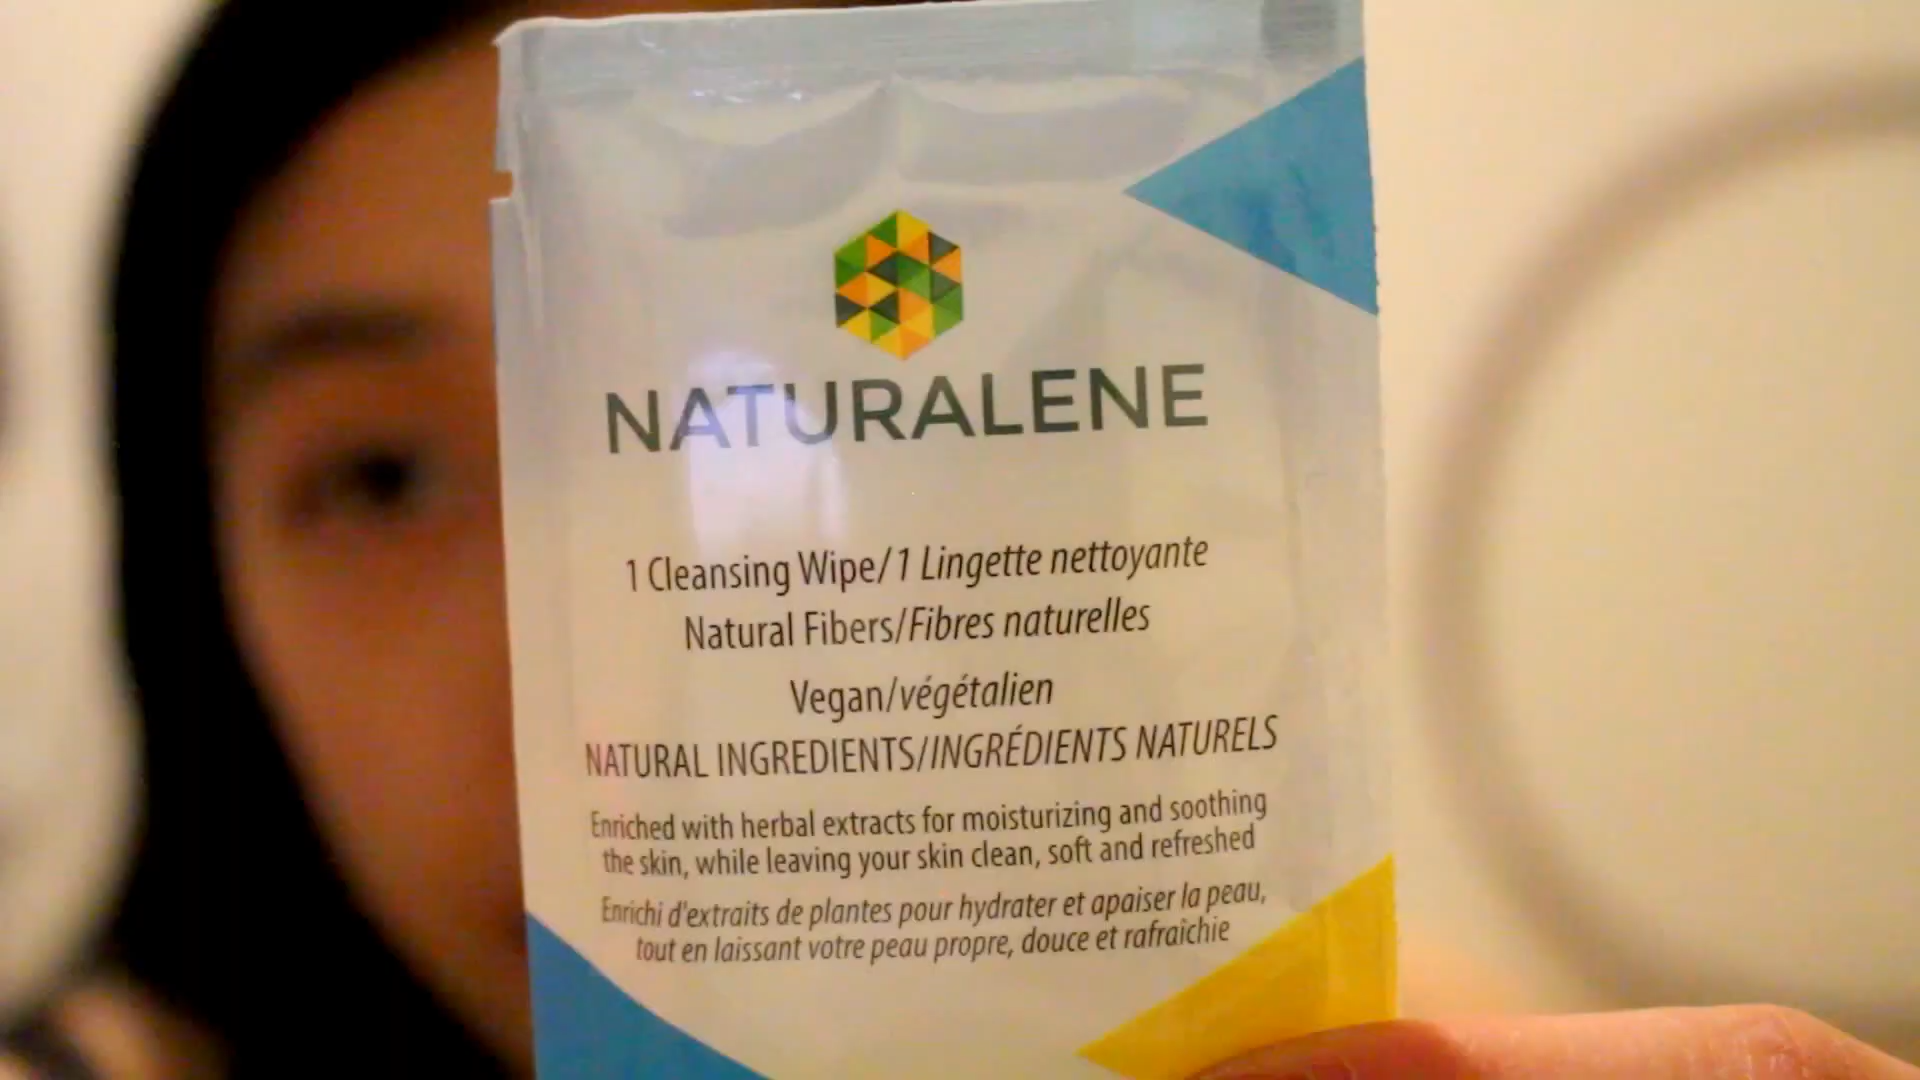 NATURALENE
1 Cleansing Wipe/1 Lingette nettoyante
Natural Fibers/Fibres naturelles
Vegan/végétalien
NATURAL INGREDIENTS/INGRÉDIENTS NATURELS
Enriched with herbal extracts for moisturizing and soothing
the skin, while leaving your skin clean, soft and refreshed
Enrichi d'extraits de plantes pour hydrater et apaiser la peau,
tout en laissant votre peau propre, douce et rafraichie